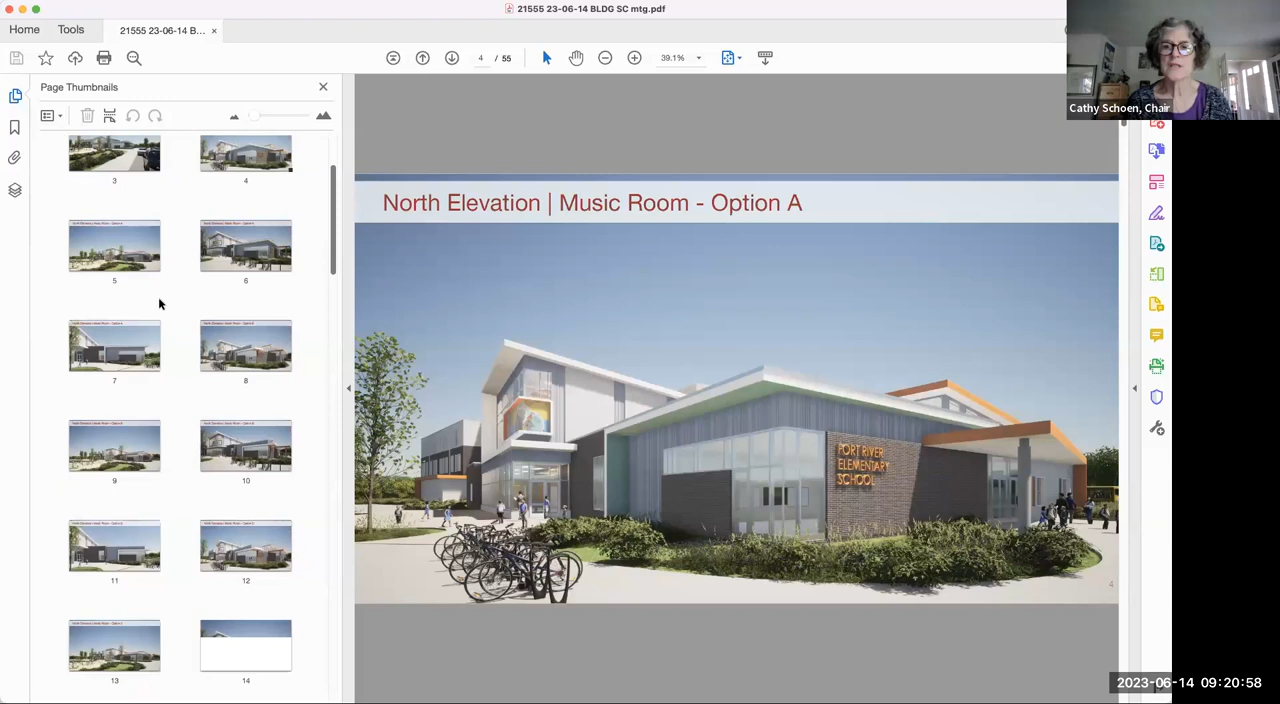 21555 23-06-14 BLDG SC mtg.pdf
Home
Tools
21555 23-06-14 B... ×
4 / 55
39.1%
Cathy Schoen, Chair
Page Thumbnails
3
4
5
6
7
8
9
10
11
12
13
14
North Elevation | Music Room - Option A
FORT RIVER
ELEMENTARY
SCHOOL
4
2023-06-14 09:20:58